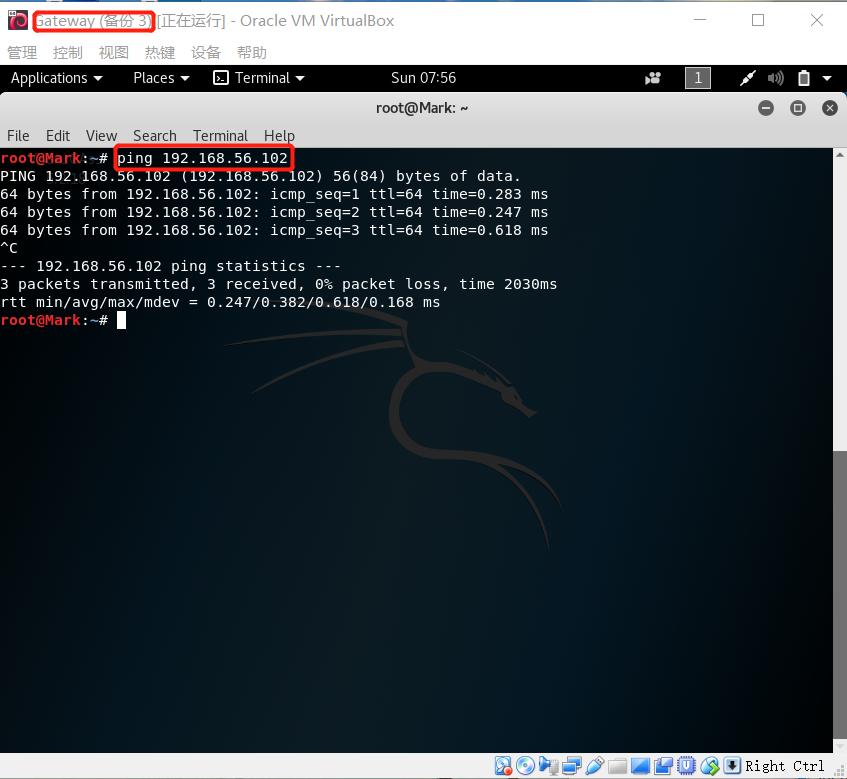 Gateway (备份 3) [正在运行] - Oracle VM VirtualBox
管理 控制 视图 热键 设备 帮助
Applications Places Terminal Sun 07:56 1
root@Mark: ~
File Edit View Search Terminal Help
root@Mark:~# ping 192.168.56.102
PING 192.168.56.102 (192.168.56.102) 56(84) bytes of data.
64 bytes from 192.168.56.102: icmp_seq=1 ttl=64 time=0.283 ms
64 bytes from 192.168.56.102: icmp_seq=2 ttl=64 time=0.247 ms
64 bytes from 192.168.56.102: icmp_seq=3 ttl=64 time=0.618 ms
^C
--- 192.168.56.102 ping statistics ---
3 packets transmitted, 3 received, 0% packet loss, time 2030ms
rtt min/avg/max/mdev = 0.247/0.382/0.618/0.168 ms
root@Mark:~#
Right Ctrl